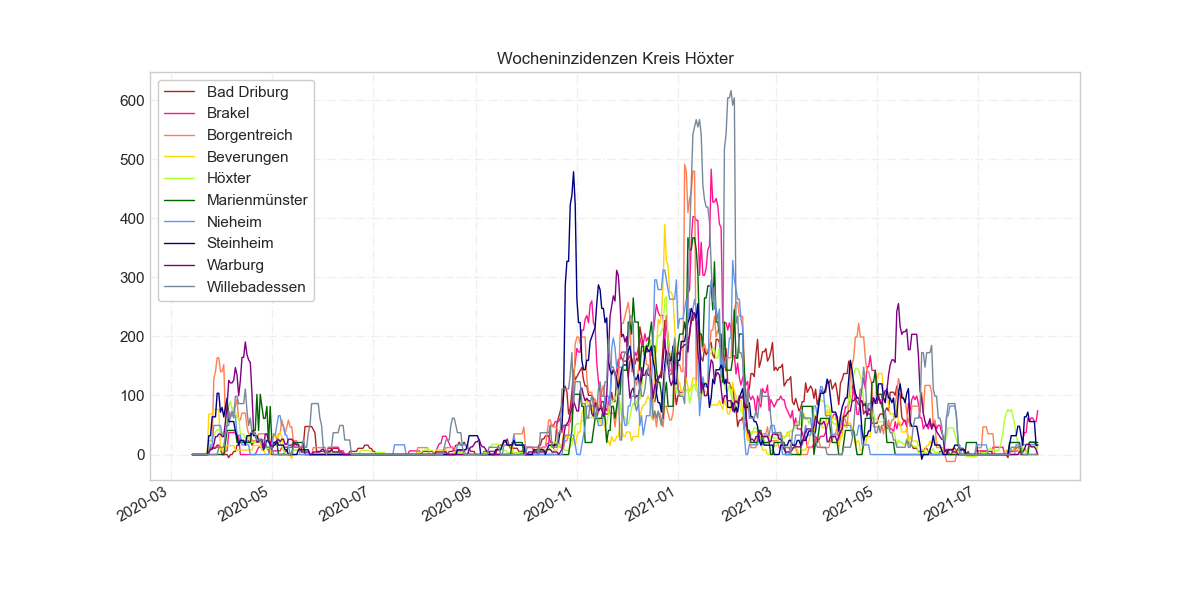 Wocheninzidenzen Kreis Höxter
Bad Driburg
Brakel
Borgentreich
Beverungen
Höxter
Marienmünster
Nieheim
Steinheim
Warburg
Willebadessen
600
500
400
300
200
100
0
2020-03
2020-05
2020-07
2020-09
2020-11
2021-01
2021-03
2021-05
2021-07